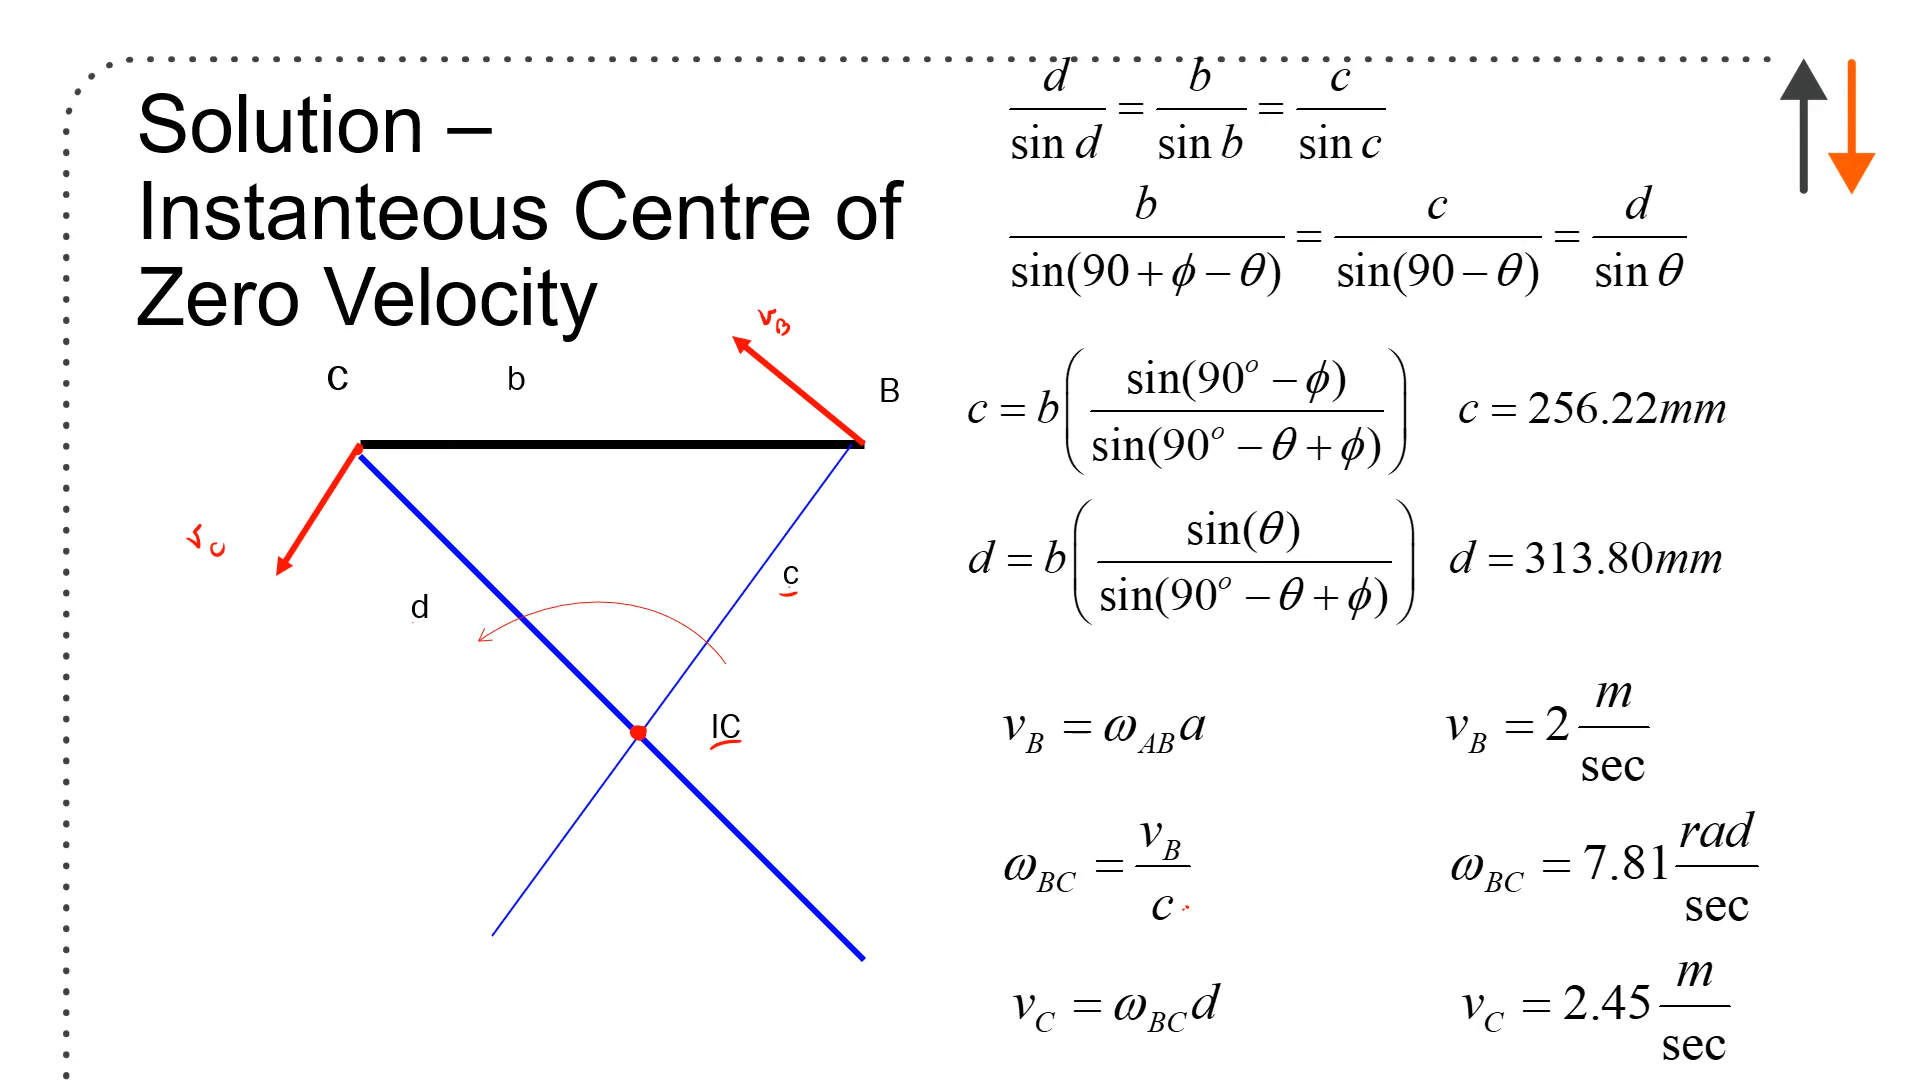 Solution –
Instanteous Centre of
Zero Velocity
d/sin d = b/sin b = c/sin c
b/sin(90 + ϕ − θ) = c/sin(90 − θ) = d/sin θ
c = b(sin(90° − ϕ)/sin(90° − θ + ϕ)) c = 256.22mm
d = b(sin(θ)/sin(90° − θ + ϕ)) d = 313.80mm
v_B = ω_AB a v_B = 2 m/sec
ω_BC = v_B/c ω_BC = 7.81 rad/sec
v_C = ω_BC d v_C = 2.45 m/sec
v_B
C b B
v_C
c
d
IC